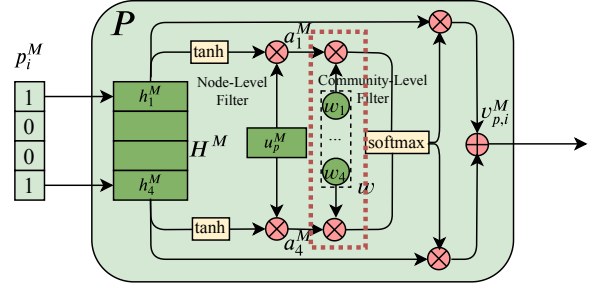 P
p_i^M
1
0
0
1
h_1^M
h_4^M
H^M
tanh
tanh
Node-Level
Filter
u_p^M
a_1^M
a_4^M
Community-Level
Filter
w_1
...
w_4
w
softmax
v_{p,i}^M